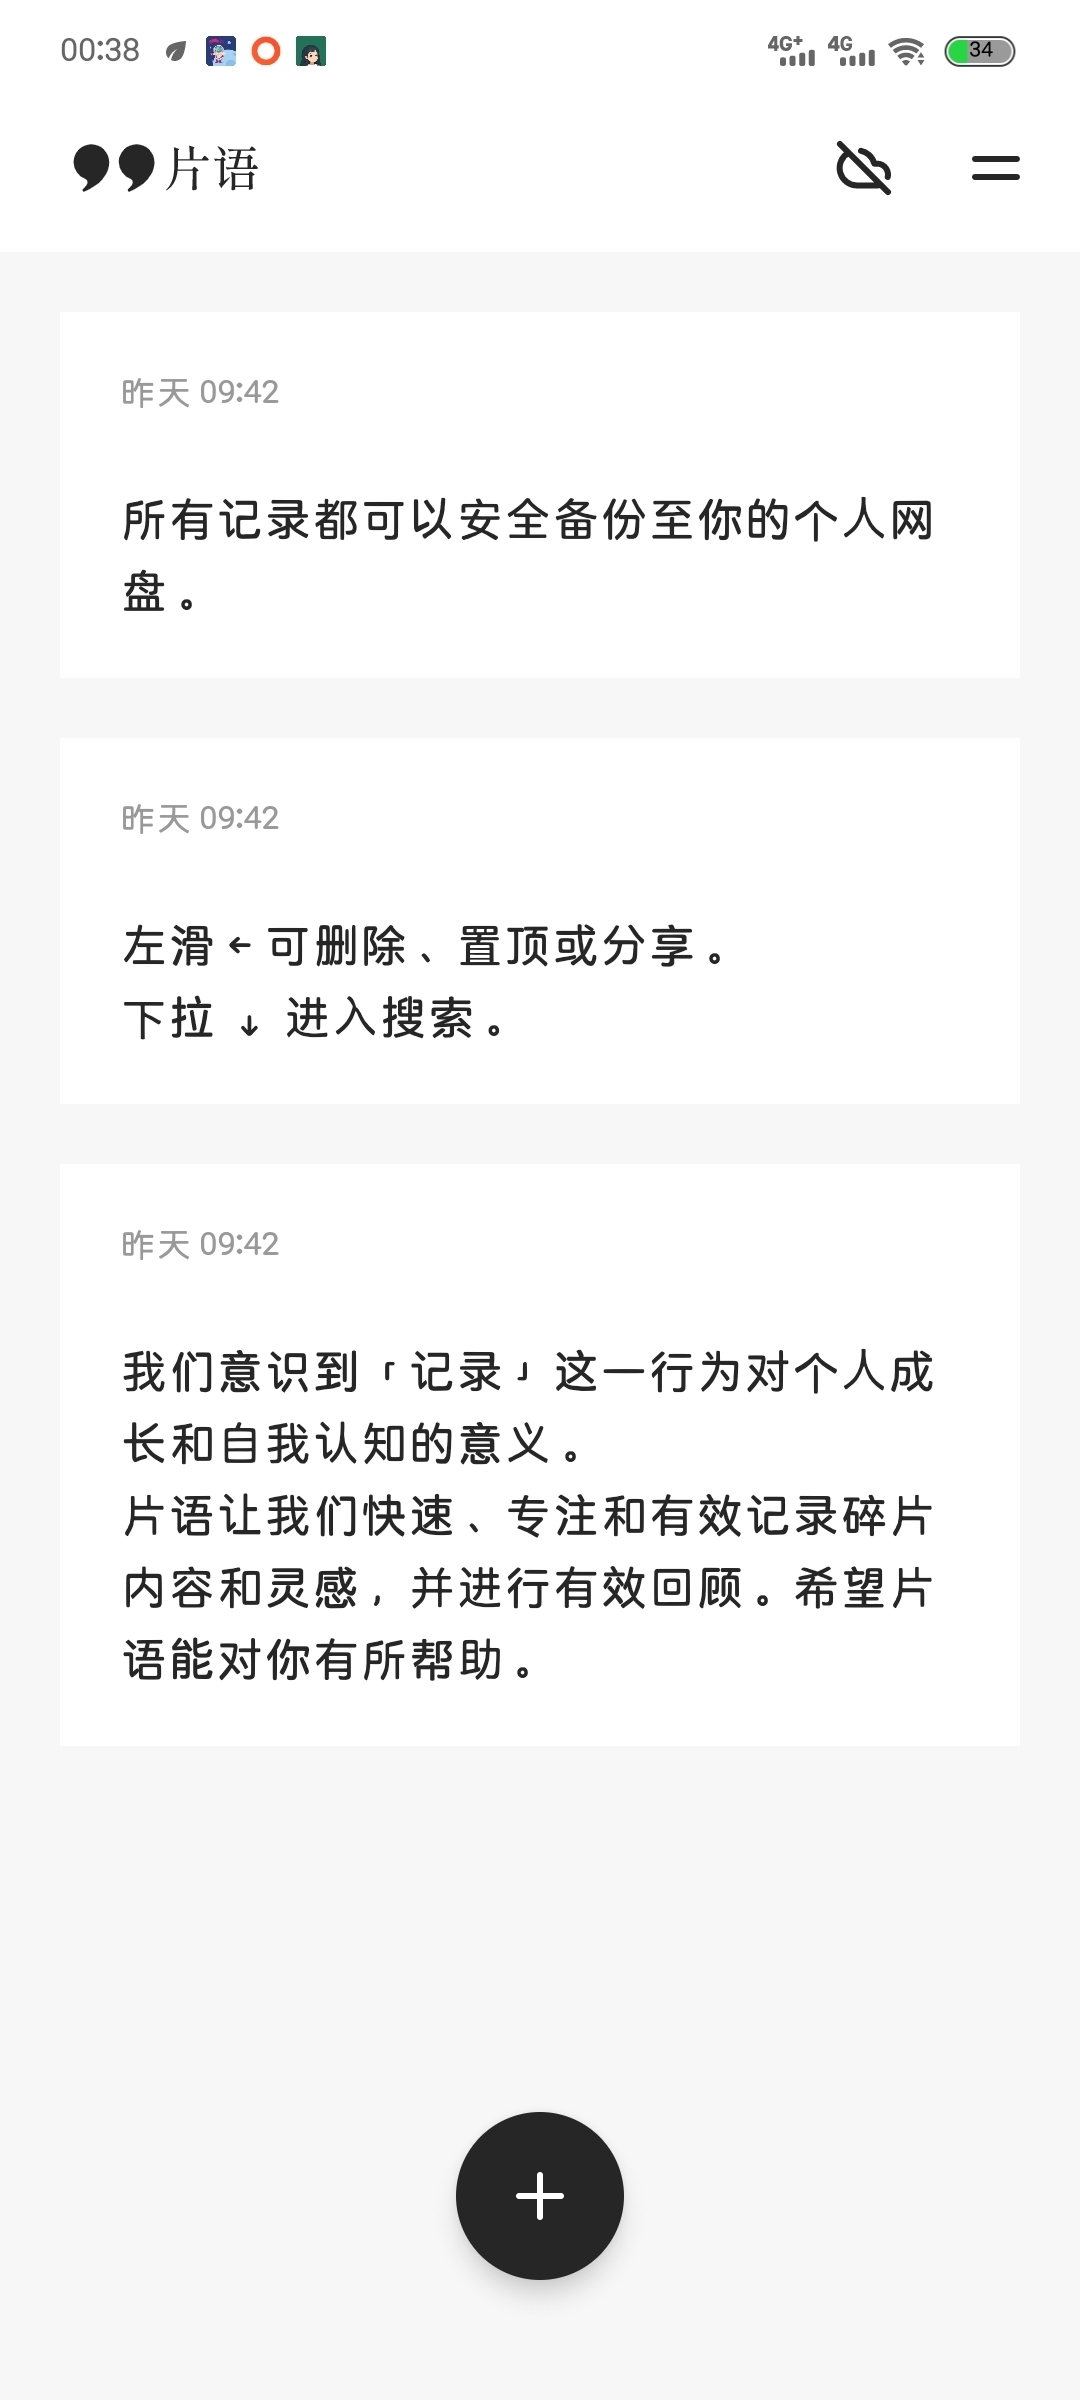 00:38
4G+ 4G 34
片语
昨天 09:42
所有记录都可以安全备份至你的个人网
盘。
昨天 09:42
左滑 ← 可删除、置顶或分享。
下拉 ↓ 进入搜索。
昨天 09:42
我们意识到「记录」这一行为对个人成
长和自我认知的意义。
片语让我们快速、专注和有效记录碎片
内容和灵感，并进行有效回顾。希望片
语能对你有所帮助。